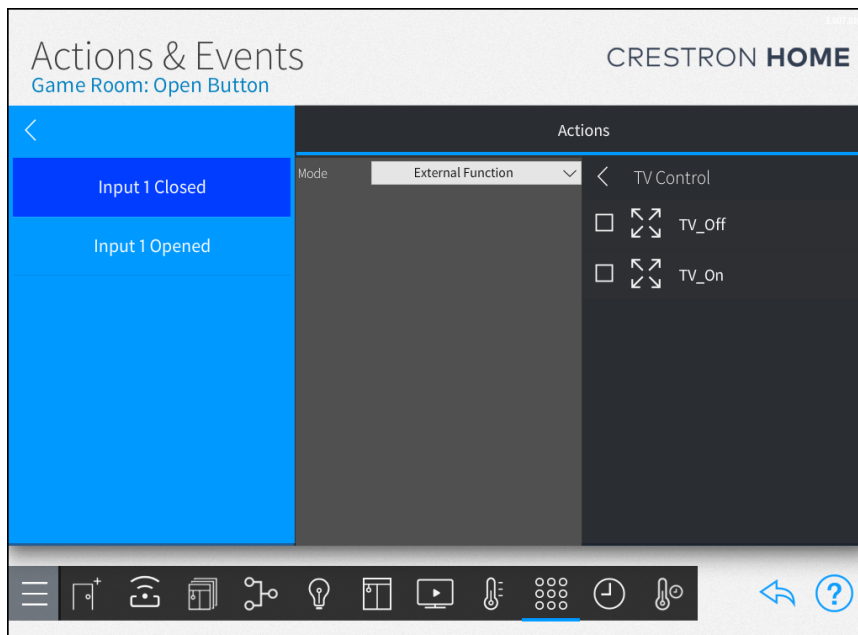 Actions & Events
Game Room: Open Button
CRESTRON HOME
Actions
Input 1 Closed
Input 1 Opened
Mode
External Function
TV Control
TV_Off
TV_On
?